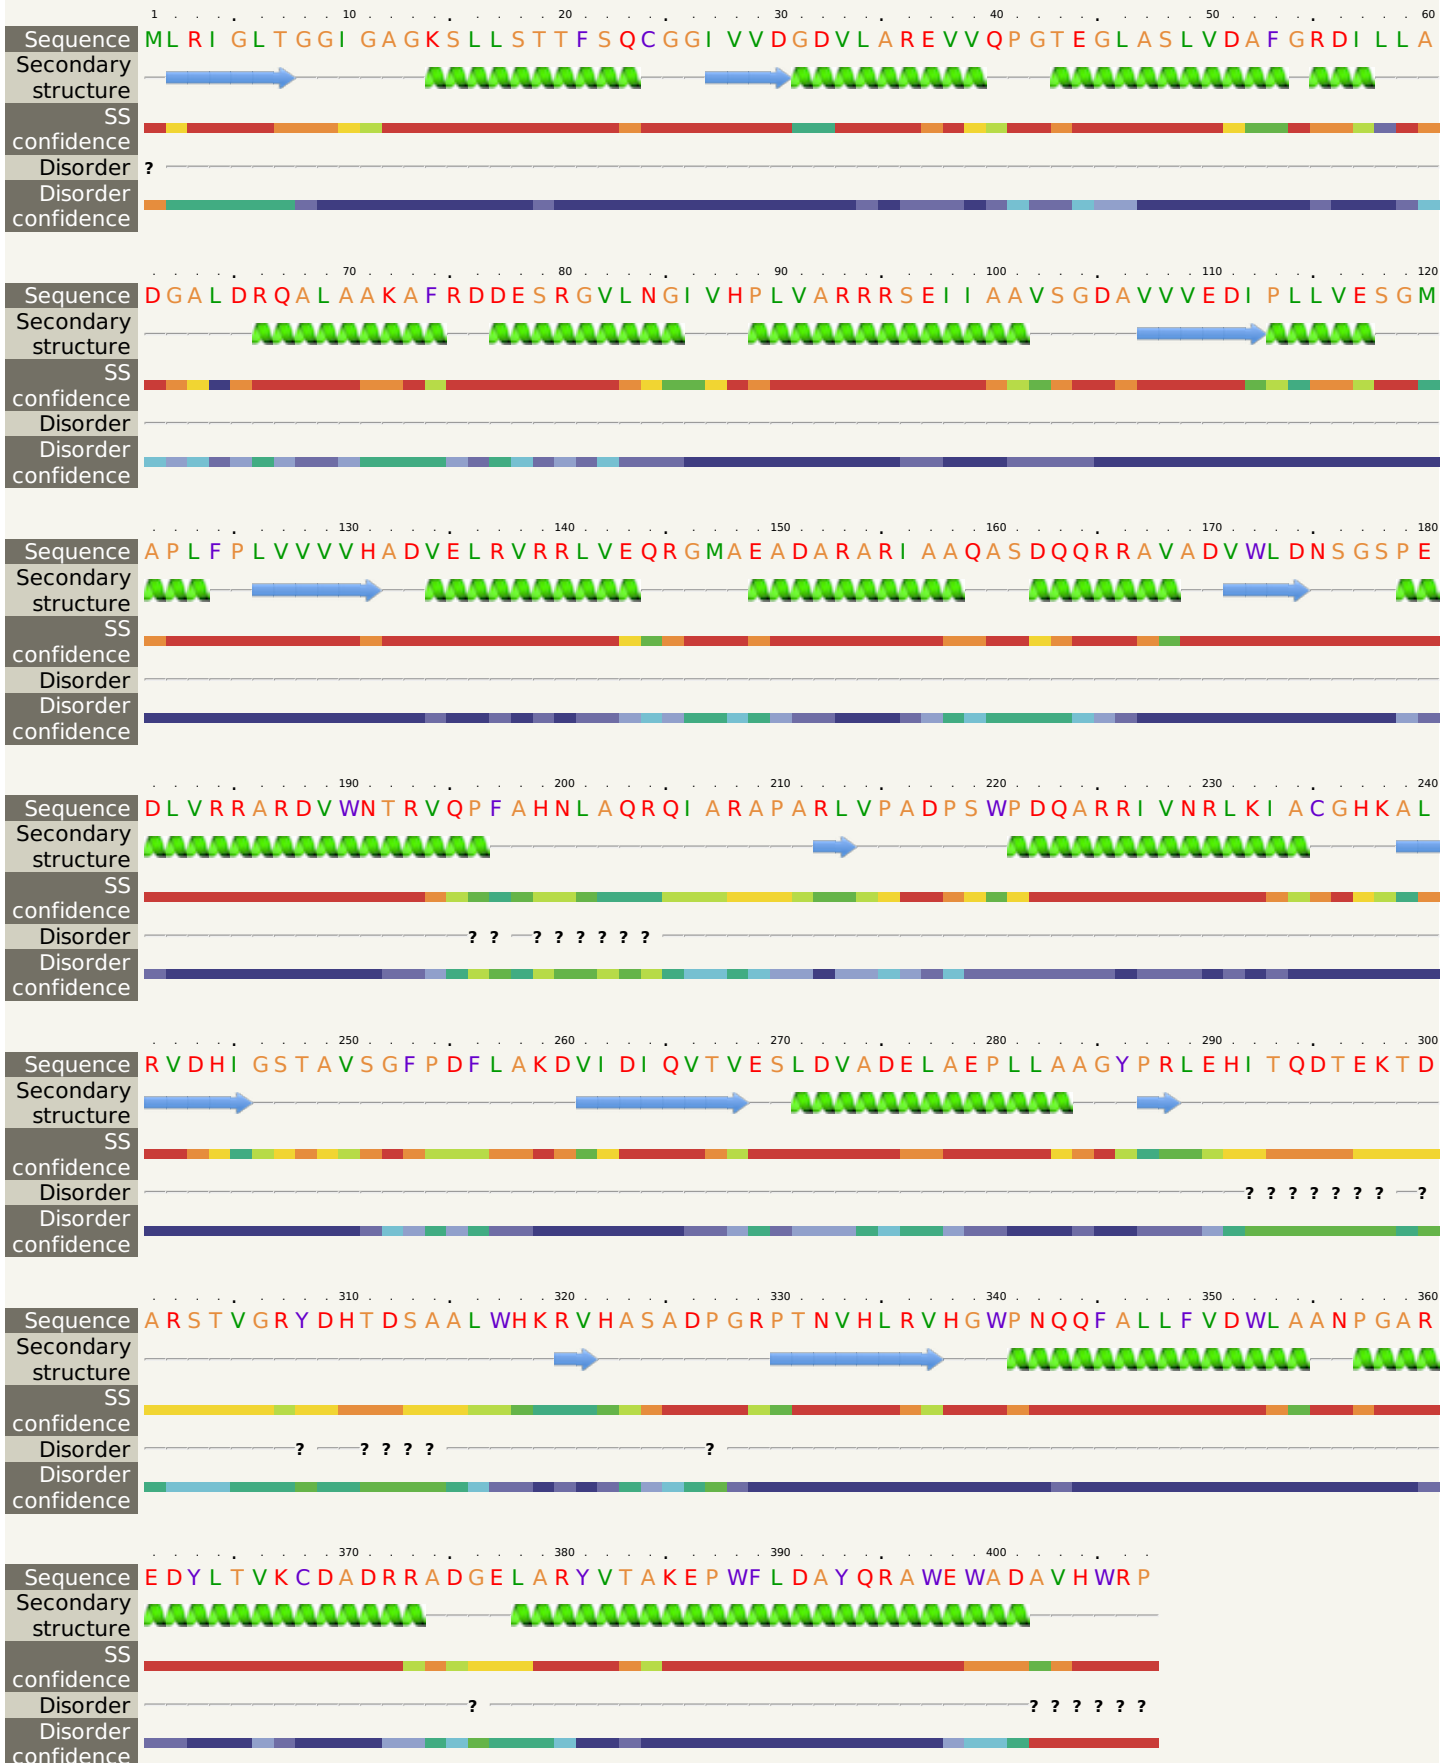 1 10 20 30 40 50 60
Sequence MLRIGLTGGIGAGKSLLSTTFSQCGGIVVDGDVLAREVVQPGTEGLASLVDAFGRDILLA
Secondary
structure
SS
confidence
Disorder ?
Disorder
confidence
70 80 90 100 110 120
Sequence DGALDRQALAAKAFRDDESRGVLNGIVHPLVARRRSEIIAAVSGDAVVVEDIPLLVESGM
Secondary
structure
SS
confidence
Disorder
Disorder
confidence
130 140 150 160 170 180
Sequence APLFPLVVVVHADVELRVRRLVEQRGMAEADARARIAAQASDQQRRAVADVWLDNSGSPE
Secondary
structure
SS
confidence
Disorder
Disorder
confidence
190 200 210 220 230 240
Sequence DLVRRARDVWNTRVQPFAHNLAQRQIARAPARLVPADPSWPDQARRIVNRLKIACGHKAL
Secondary
structure
SS
confidence
Disorder ? ? ? ? ? ? ? ?
Disorder
confidence
250 260 270 280 290 300
Sequence RVDHIGSTAVSGFPDFLAKDVIDIQVTVESLDVADELAEPLLAAGYPRLEHITQDTEKTD
Secondary
structure
SS
confidence
Disorder ? ? ? ? ? ? ? ?
Disorder
confidence
310 320 330 340 350 360
Sequence ARSTVGRYDHTDSAALWHKRVHASADPGRPTNVHLRVHGWPNQQFALLFVDWLAANPGAR
Secondary
structure
SS
confidence
Disorder ? ? ? ? ? ?
Disorder
confidence
370 380 390 400
Sequence EDYLTVKCDADRRADGELARYVTAKEPWFLDAYQRAWEWADAVHWRP
Secondary
structure
SS
confidence
Disorder ? ? ? ? ? ? ?
Disorder
confidence